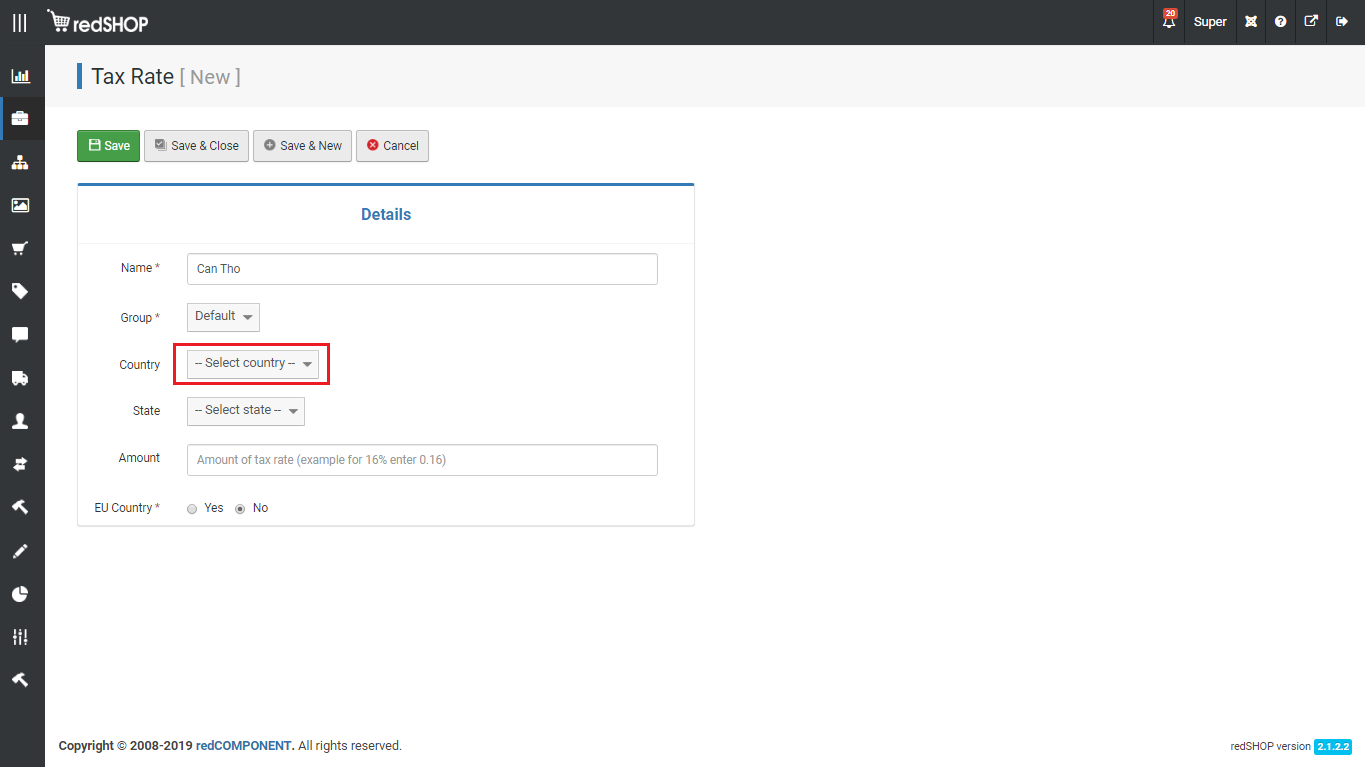 redSHOP
20
Super
Tax Rate [ New ]
Save
Save & Close
Save & New
Cancel
Details
Name *
Can Tho
Group *
Default
Country
-- Select country --
State
-- Select state --
Amount
Amount of tax rate (example for 16% enter 0.16)
EU Country *
Yes
No
Copyright © 2008-2019 redCOMPONENT. All rights reserved.
redSHOP version 2.1.2.2